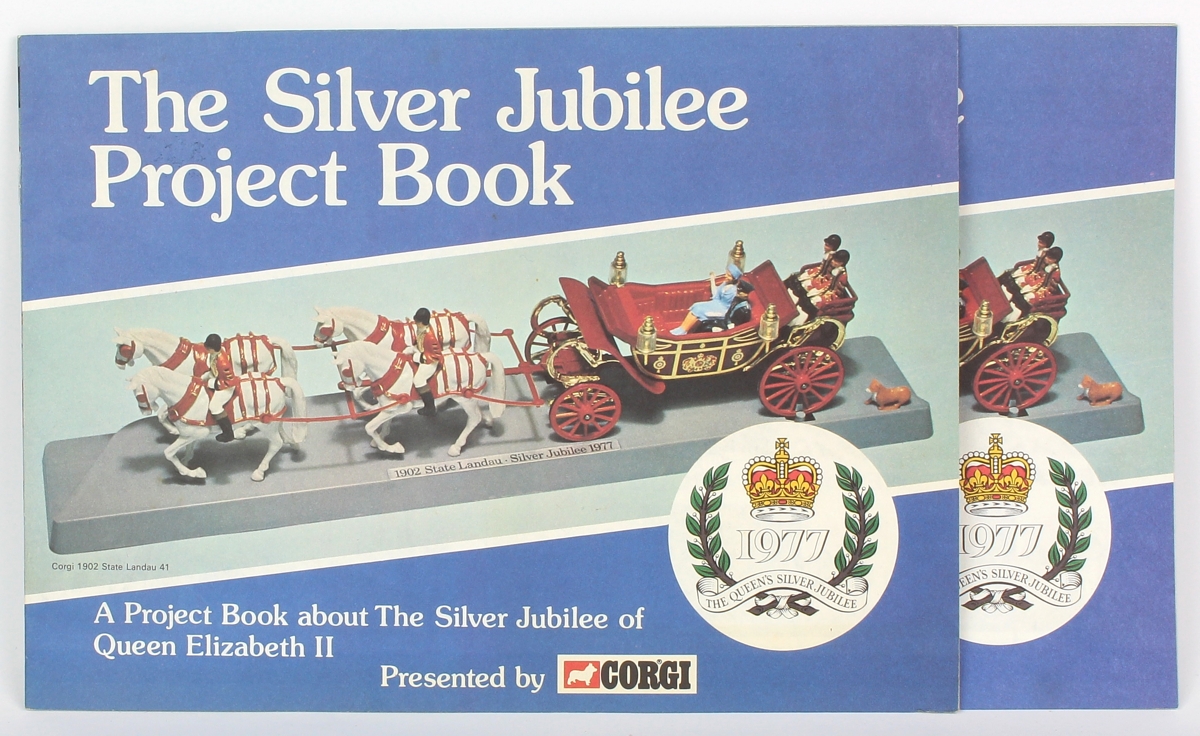 The Silver Jubilee
Project Book
1902 State Landau - Silver Jubilee 1977
Corgi 1902 State Landau 41
1977
THE QUEEN'S SILVER JUBILEE
A Project Book about The Silver Jubilee of
Queen Elizabeth II
Presented by CORGI
e
1977
EEN'S SILVER JUBILEE